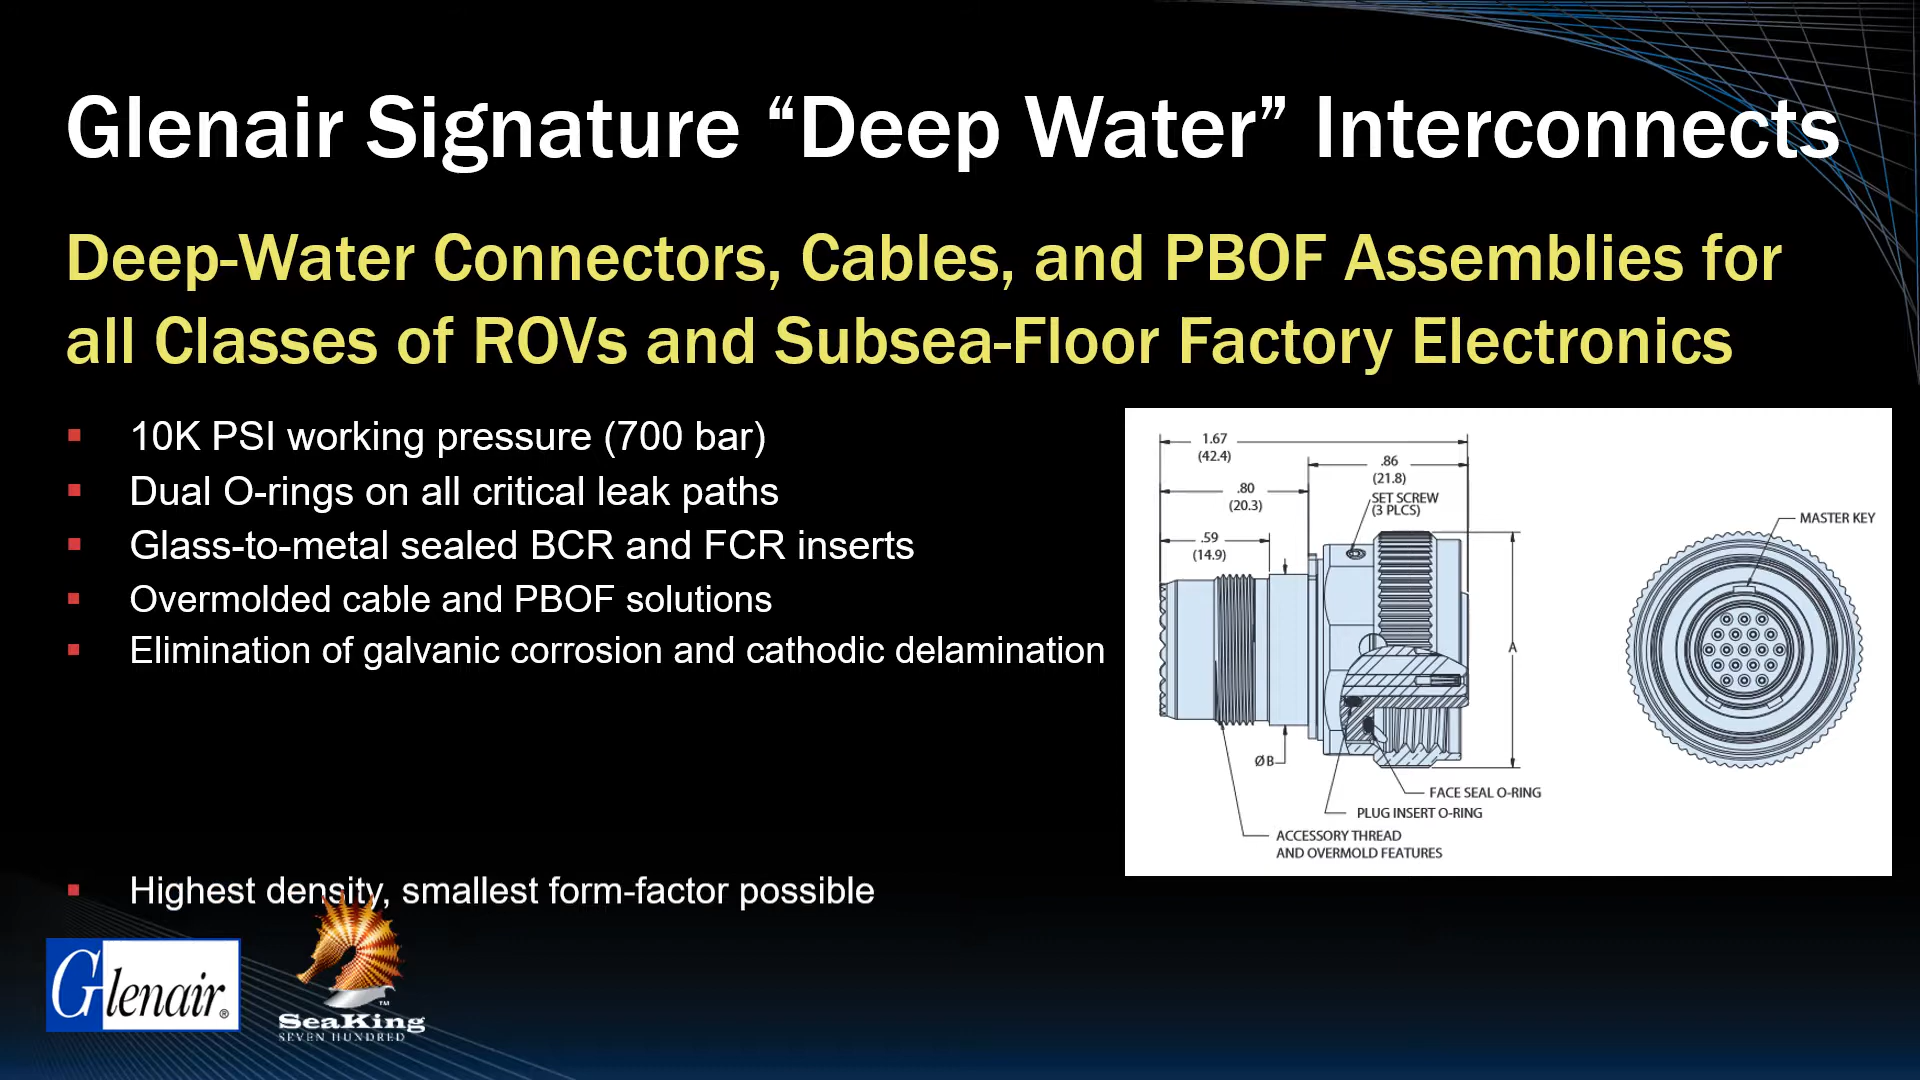 Glenair Signature “Deep Water” Interconnects
Deep-Water Connectors, Cables, and PBOF Assemblies for
all Classes of ROVs and Subsea-Floor Factory Electronics
10K PSI working pressure (700 bar)
Dual O-rings on all critical leak paths
Glass-to-metal sealed BCR and FCR inserts
Overmolded cable and PBOF solutions
Elimination of galvanic corrosion and cathodic delamination
Highest density, smallest form-factor possible
1.67
(42.4)
.86
(21.8)
.80
(20.3)
SET SCREW
(3 PLCS)
.59
(14.9)
MASTER KEY
A
ØB
FACE SEAL O-RING
PLUG INSERT O-RING
ACCESSORY THREAD
AND OVERMOLD FEATURES
Glenair®
SeaKing™
SEVEN HUNDRED